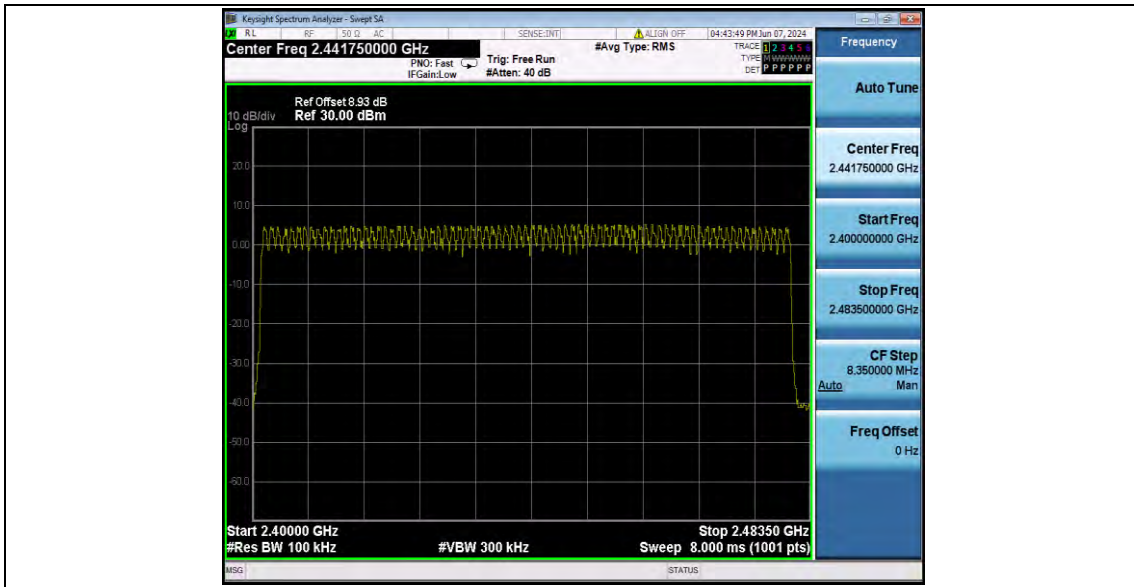 Keysight Spectrum Analyzer - Swept SA
RL RF 50 Ω AC SENSE:INT ALIGN OFF 04:43:49 PM Jun 07, 2024
Center Freq 2.441750000 GHz
PNO: Fast
IFGain:Low
Trig: Free Run
#Atten: 40 dB
#Avg Type: RMS
TRACE 1 2 3 4 5 6
TYPE M WWWWW
DET P P P P P P
Ref Offset 8.93 dB
10 dB/div Ref 30.00 dBm
Log
20.0
10.0
0.00
-10.0
-20.0
-30.0
-40.0
-50.0
-60.0
Start 2.40000 GHz Stop 2.48350 GHz
#Res BW 100 kHz #VBW 300 kHz Sweep 8.000 ms (1001 pts)
MSG STATUS
Frequency
Auto Tune
Center Freq
2.441750000 GHz
Start Freq
2.400000000 GHz
Stop Freq
2.483500000 GHz
CF Step
8.350000 MHz
Auto Man
Freq Offset
0 Hz